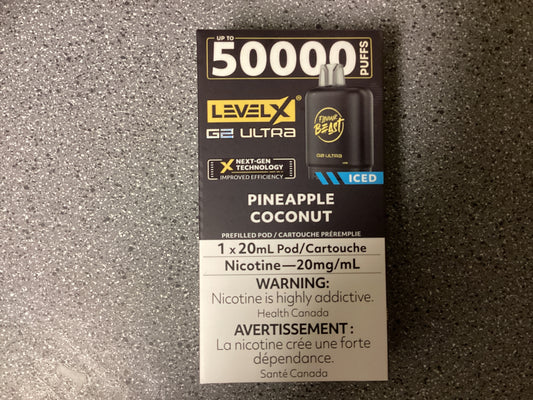 UP TO
50000 PUFFS
LEVEL X®
G2 ULTRA
FLAVOUR
BEAST
G2 ULTRA
X NEXT-GEN
TECHNOLOGY
IMPROVED EFFICIENCY
ICED
PINEAPPLE
COCONUT
PREFILLED POD / CARTOUCHE PRÉREMPLIE
1 x 20mL Pod/Cartouche
Nicotine—20mg/mL
WARNING:
Nicotine is highly addictive.
Health Canada
AVERTISSEMENT :
La nicotine crée une forte
dépendance.
Santé Canada